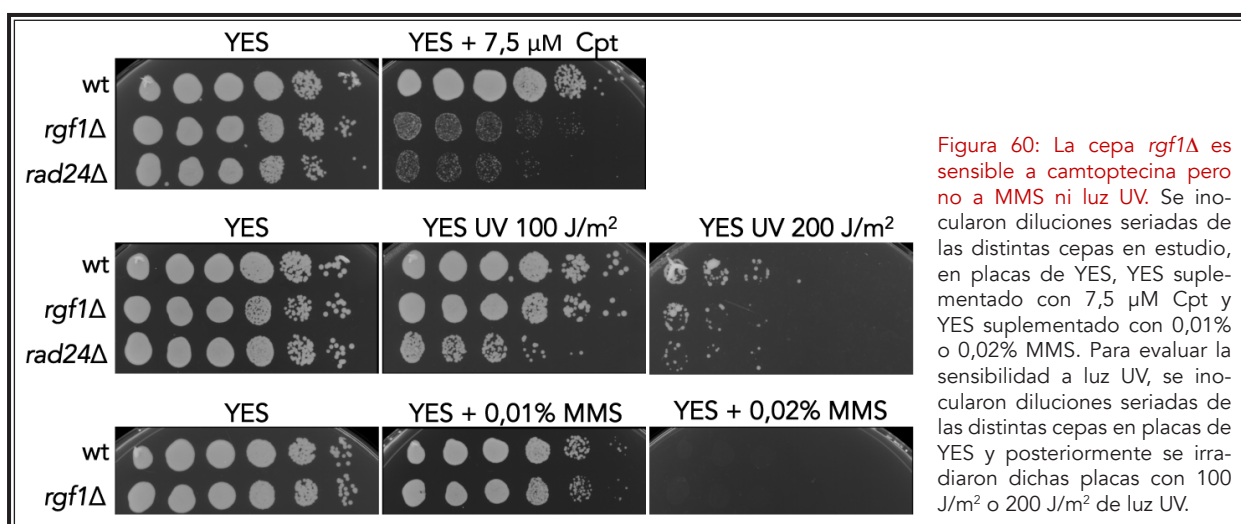 YES
YES + 7,5 µM Cpt
wt
rgf1Δ
rad24Δ
YES
YES UV 100 J/m²
YES UV 200 J/m²
wt
rgf1Δ
rad24Δ
YES
YES + 0,01% MMS
YES + 0,02% MMS
wt
rgf1Δ
Figura 60: La cepa rgf1Δ es
sensible a camtoptecina pero
no a MMS ni luz UV. Se ino-
cularon diluciones seriadas de
las distintas cepas en estudio,
en placas de YES, YES suple-
mentado con 7,5 µM Cpt y
YES suplementado con 0,01%
o 0,02% MMS. Para evaluar la
sensibilidad a luz UV, se ino-
cularon diluciones seriadas de
las distintas cepas en placas de
YES y posteriormente se irra-
diaron dichas placas con 100
J/m² o 200 J/m² de luz UV.